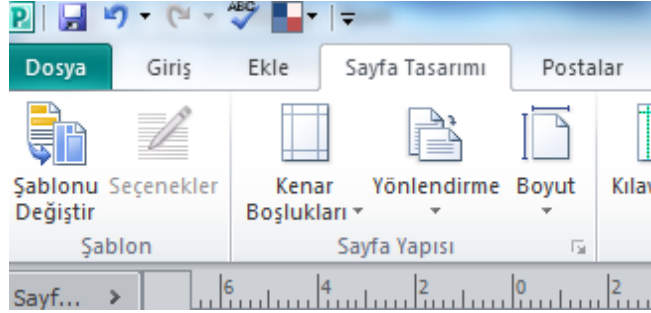 P ABC
Dosya Giriş Ekle Sayfa Tasarımı Postalar
Şablonu Seçenekler Kenar Yönlendirme Boyut
Değiştir Boşlukları
Şablon Sayfa Yapısı
Sayf... 6 4 2 0 2